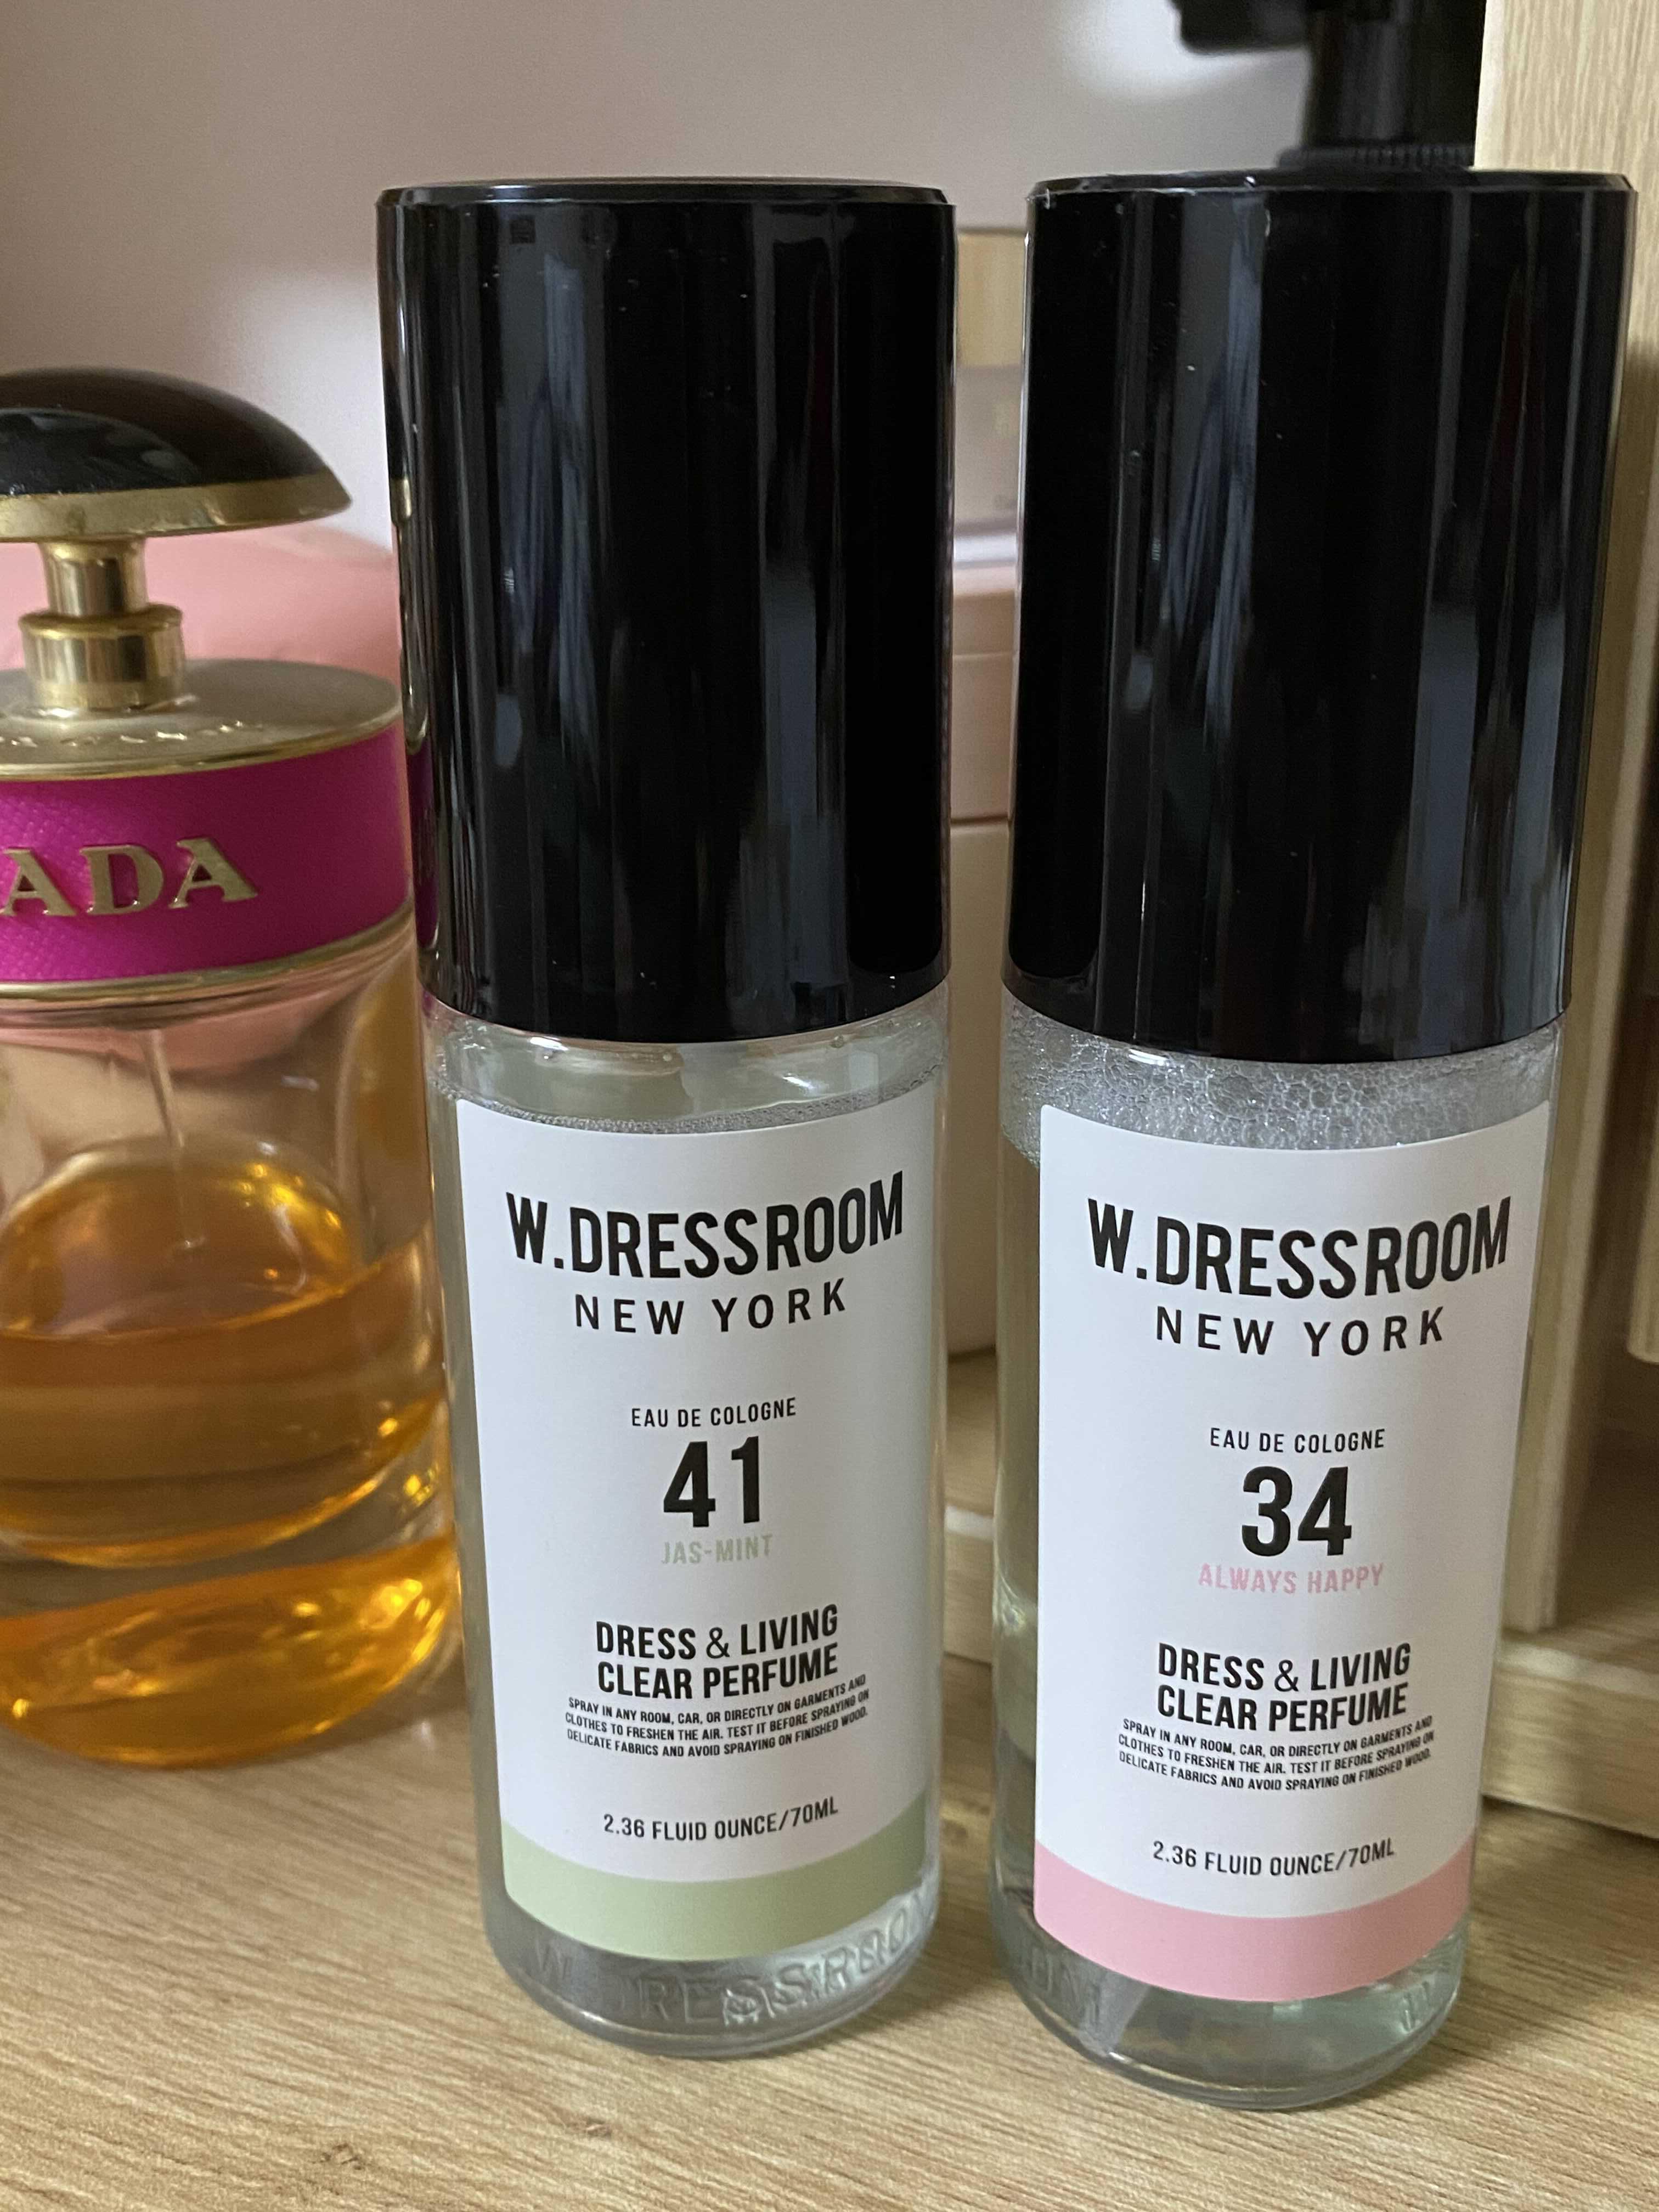 ADA
W.DRESSROOM
NEW YORK
EAU DE COLOGNE
41
JAS-MINT
DRESS & LIVING
CLEAR PERFUME
SPRAY IN ANY ROOM, CAR, OR DIRECTLY ON GARMENTS AND
CLOTHES TO FRESHEN THE AIR. TEST IT BEFORE SPRAYING ON
DELICATE FABRICS AND AVOID SPRAYING ON FINISHED WOOD.
2.36 FLUID OUNCE/70ML
W.DRESSROOM
W.DRESSROOM
NEW YORK
EAU DE COLOGNE
34
ALWAYS HAPPY
DRESS & LIVING
CLEAR PERFUME
SPRAY IN ANY ROOM, CAR, OR DIRECTLY ON GARMENTS AND
CLOTHES TO FRESHEN THE AIR. TEST IT BEFORE SPRAYING ON
DELICATE FABRICS AND AVOID SPRAYING ON FINISHED WOOD.
2.36 FLUID OUNCE/70ML